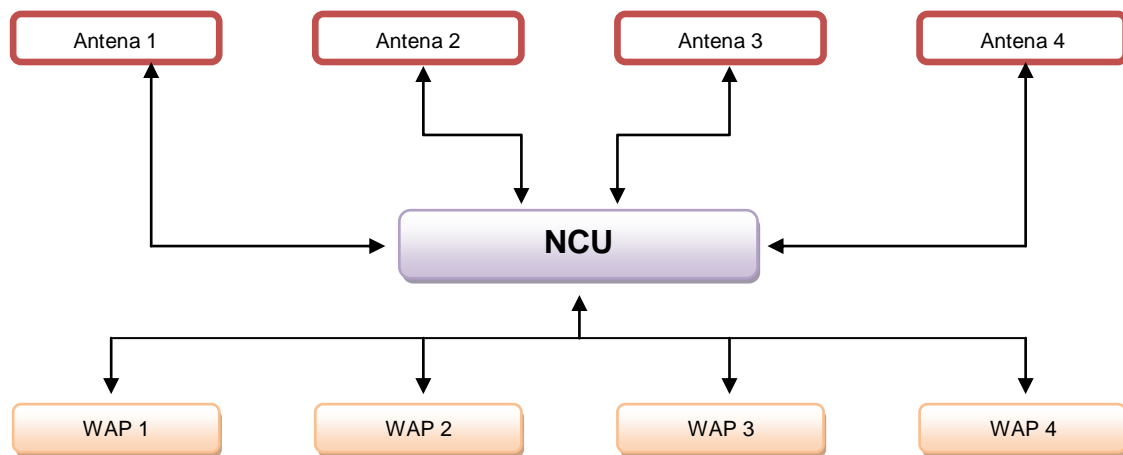 Antena 1
Antena 2
Antena 3
Antena 4
NCU
WAP 1
WAP 2
WAP 3
WAP 4